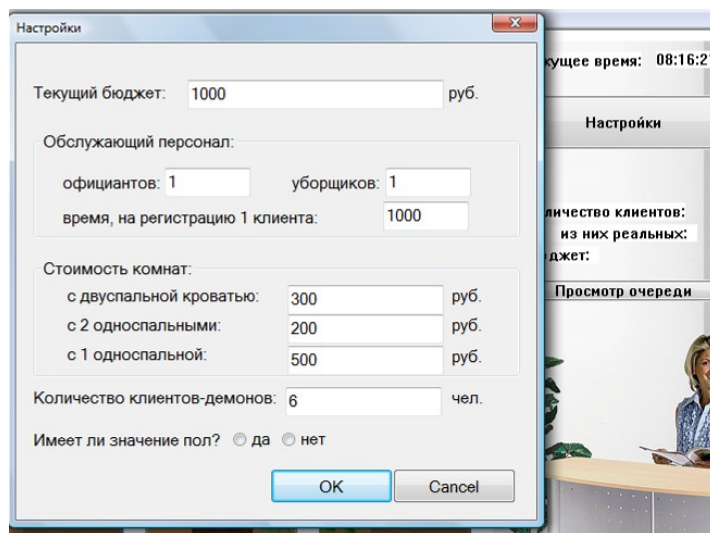 Настройки
Текущий бюджет: 1000 руб.
Обслужающий персонал:
официантов: 1 уборщиков: 1
время, на регистрацию 1 клиента: 1000
Стоимость комнат:
с двуспальной кроватью: 300 руб.
с 2 односпальными: 200 руб.
с 1 односпальной: 500 руб.
Количество клиентов-демонов: 6 чел.
Имеет ли значение пол? да нет
OK Cancel
кущее время: 08:16:2
Настройки
личество клиентов:
из них реальных:
джет:
Просмотр очереди